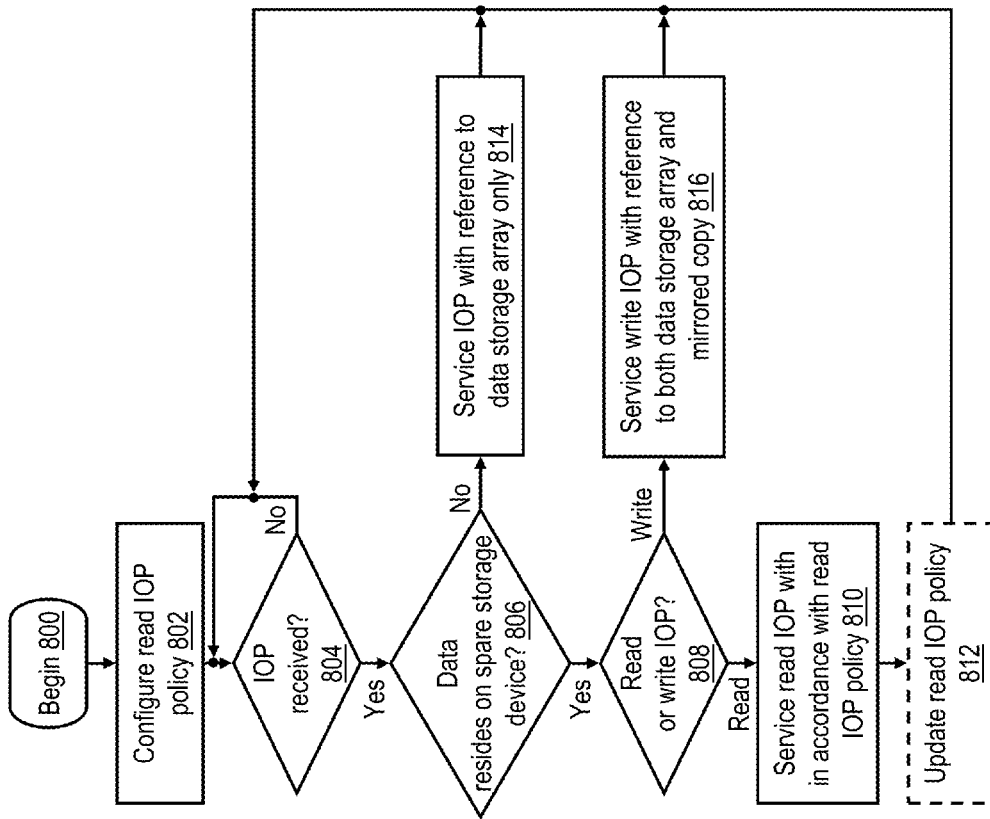 Begin 800
Configure read IOP
policy 802
IOP
received?
804
No
Yes
Data
resides on spare storage
device? 806
No
Service IOP with reference to
data storage array only 814
Yes
Read
or write IOP?
808
Write
Service write IOP with reference
to both data storage array and
mirrored copy 816
Read
Service read IOP with
in accordance with read
IOP policy 810
Update read IOP policy
812